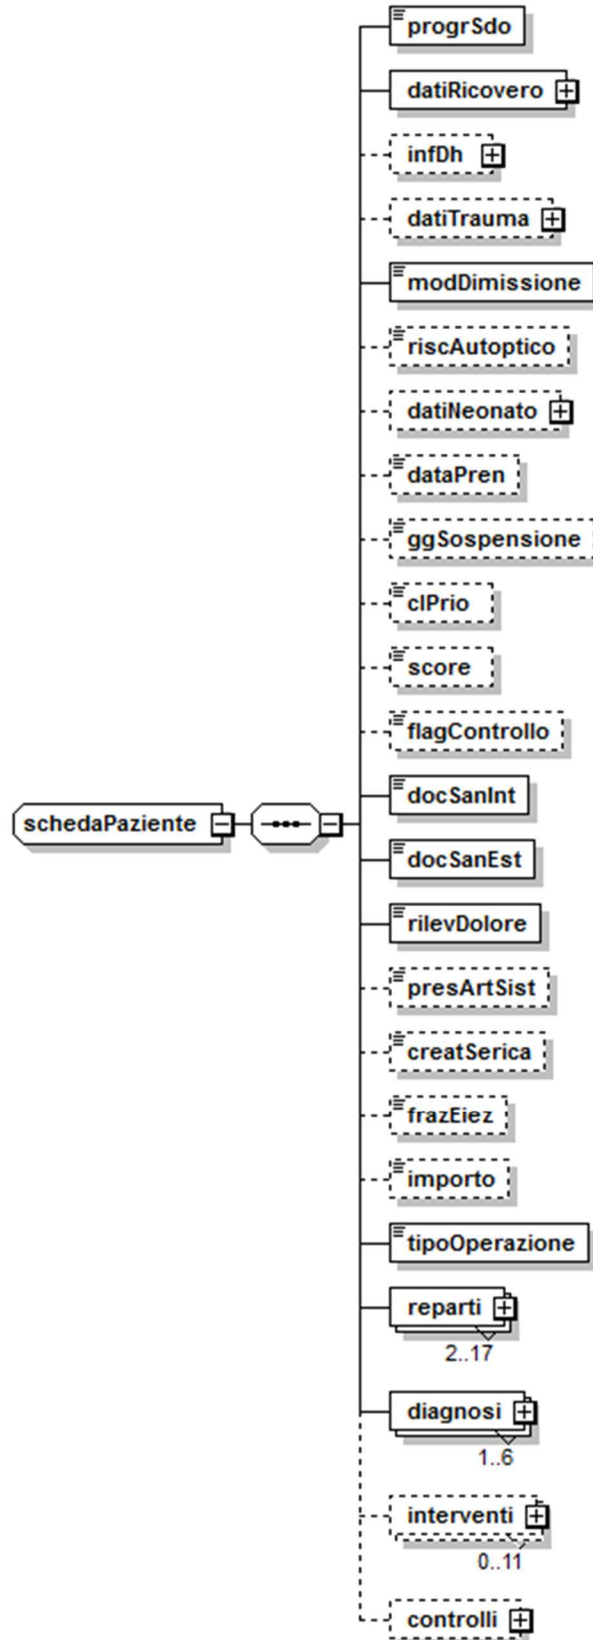 progrSdo
datiRicovero
infDh
datiTrauma
modDimissione
riscAutoptico
datiNeonato
dataPren
ggSospensione
clPrio
score
flagControllo
schedaPaziente
docSanInt
docSanEst
rilevDolore
presArtSist
creatSerica
frazEiez
importo
tipoOperazione
reparti
2..17
diagnosi
1..6
interventi
0..11
controlli